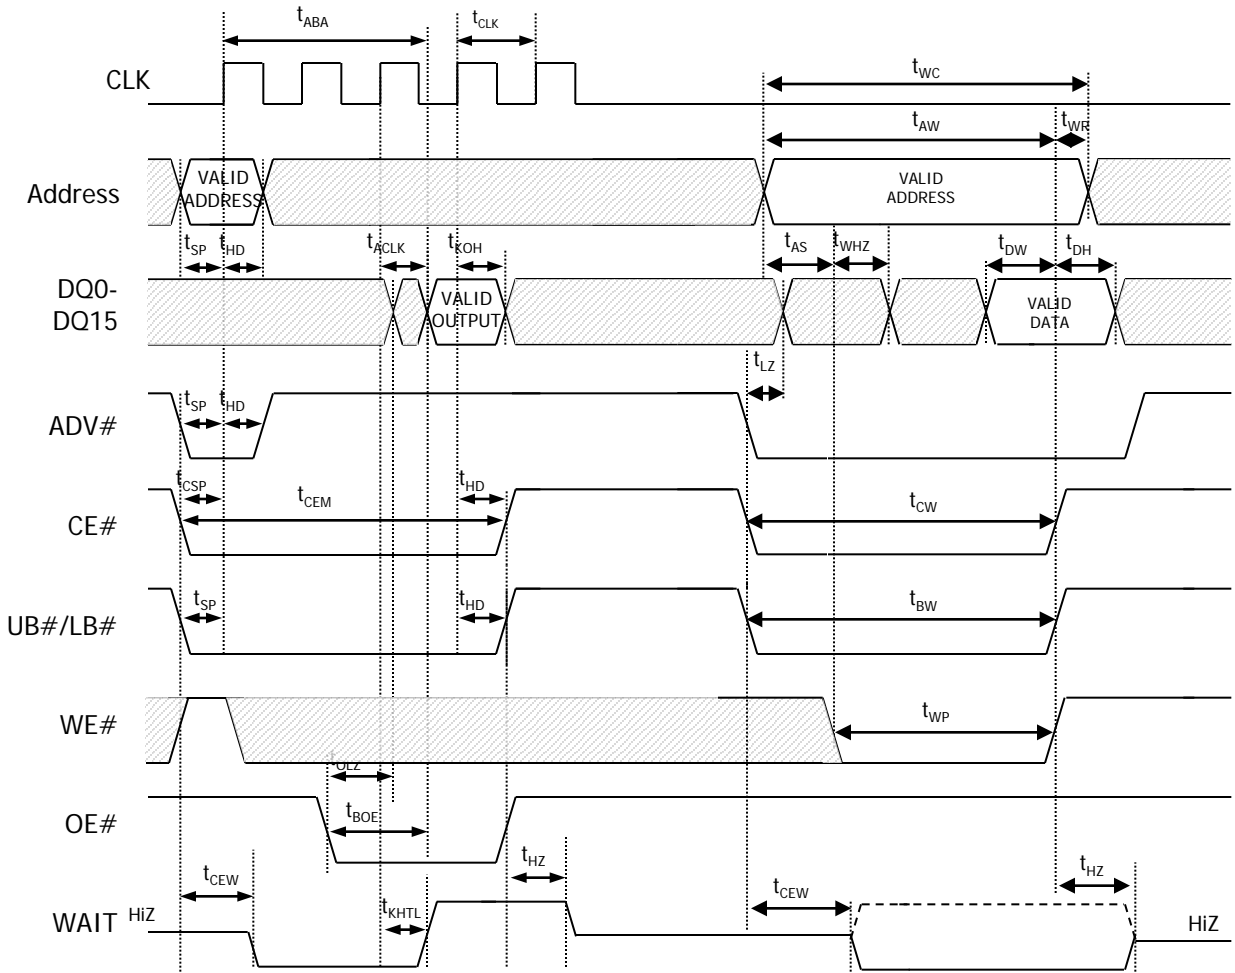 tABA
tCLK
CLK
tWC
tAW
tWR
Address
VALID
ADDRESS
VALID
ADDRESS
tSP
tHD
tACLK
tKOH
tAS
tWHZ
tDW
tDH
DQ0-
DQ15
VALID
OUTPUT
VALID
DATA
tLZ
ADV#
tSP
tHD
tCSP
tCEM
tHD
tCW
CE#
UB#/LB#
tSP
tHD
tBW
WE#
tWP
tOLZ
OE#
tBOE
tHZ
tHZ
tCEW
tCEW
WAIT
HiZ
tKHTL
HiZ